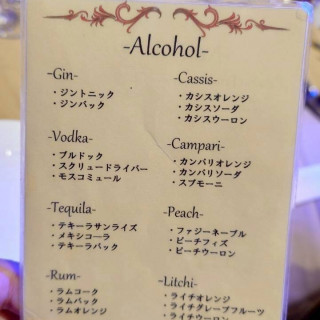 -Alcohol-
-Gin-
・ジントニック
・ジンバック
-Vodka-
・ブルドック
・スクリュードライバー
・モスコミュール
-Tequila-
・テキーラサンライズ
・メキシコーラ
・テキーラバック
-Rum-
・ラムコーク
・ラムバック
・ラムオレンジ
-Cassis-
・カシスオレンジ
・カシスソーダ
・カシスウーロン
-Campari-
・カンパリオレンジ
・カンパリソーダ
・スプモーニ
-Peach-
・ファジーネーブル
・ピーチフィズ
・ピーチウーロン
-Litchi-
・ライチオレンジ
・ライチグレープフルーツ
・ライチウーロン